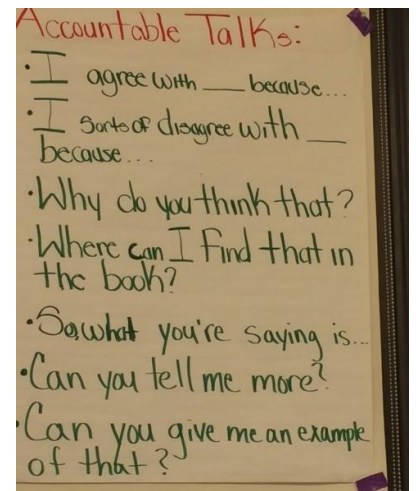 Accountable Talks:
• I agree with ___ because...
• I sorta of disagree with ___
because...
• Why do you think that?
• Where can I find that in
the book?
• So, what you're saying is...
• Can you tell me more?
• Can you give me an example
of that?